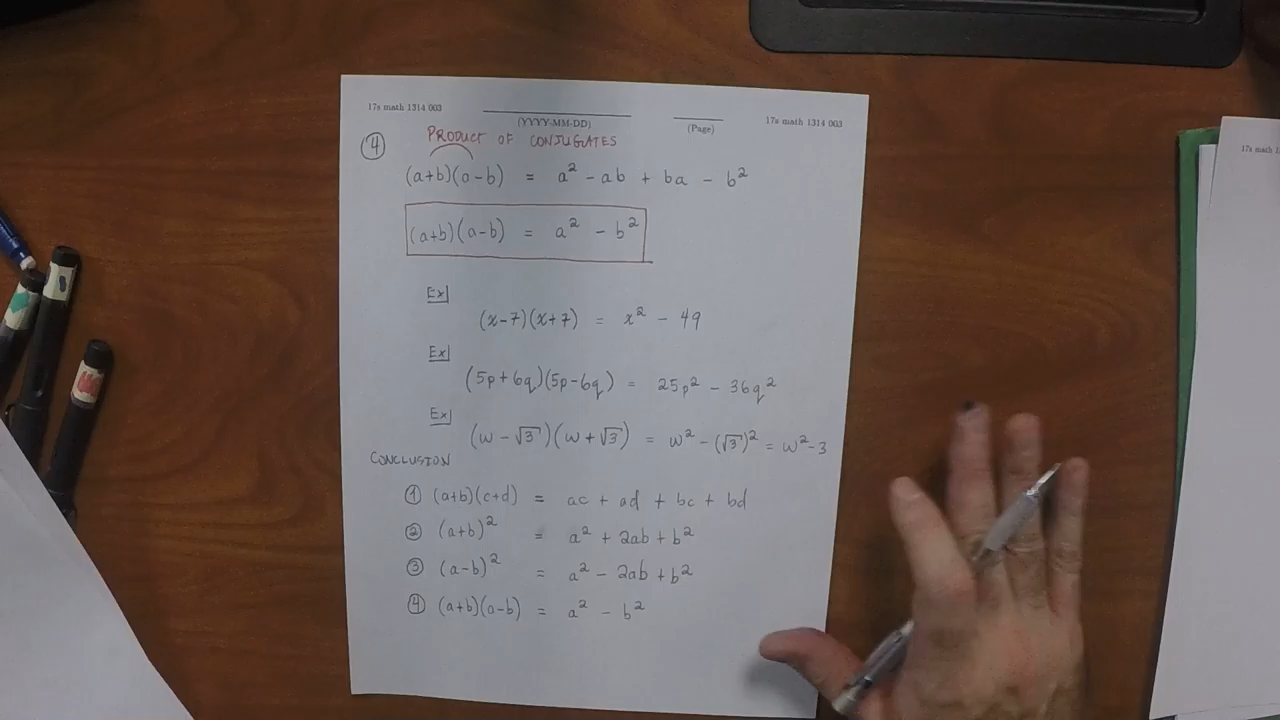 17s math 1314 003
(YYYY-MM-DD)
(Page)
17s math 1314 003
④ PRODUCT OF CONJUGATES
(a+b)(a-b) = a² - ab + ba - b²
(a+b)(a-b) = a² - b²
Ex
(x-7)(x+7) = x² - 49
Ex
(5p+6q)(5p-6q) = 25p² - 36q²
Ex
(w-√3)(w+√3) = w² - (√3)² = w²-3
CONCLUSION
① (a+b)(c+d) = ac + ad + bc + bd
② (a+b)² = a² + 2ab + b²
③ (a-b)² = a² - 2ab + b²
④ (a+b)(a-b) = a² - b²
17s math 1